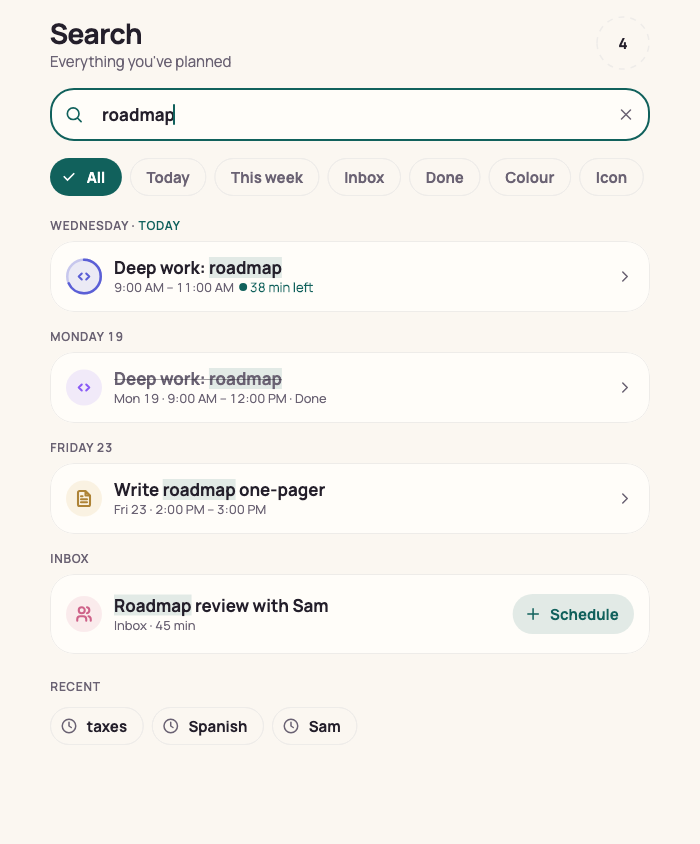 Search
4
Everything you've planned
roadmap
All
Today
This week
Inbox
Done
Colour
Icon
WEDNESDAY · TODAY
Deep work: roadmap
9:00 AM – 11:00 AM 38 min left
MONDAY 19
Deep work: roadmap
Mon 19 · 9:00 AM – 12:00 PM · Done
FRIDAY 23
Write roadmap one-pager
Fri 23 · 2:00 PM – 3:00 PM
INBOX
Roadmap review with Sam
Inbox · 45 min
Schedule
RECENT
taxes
Spanish
Sam